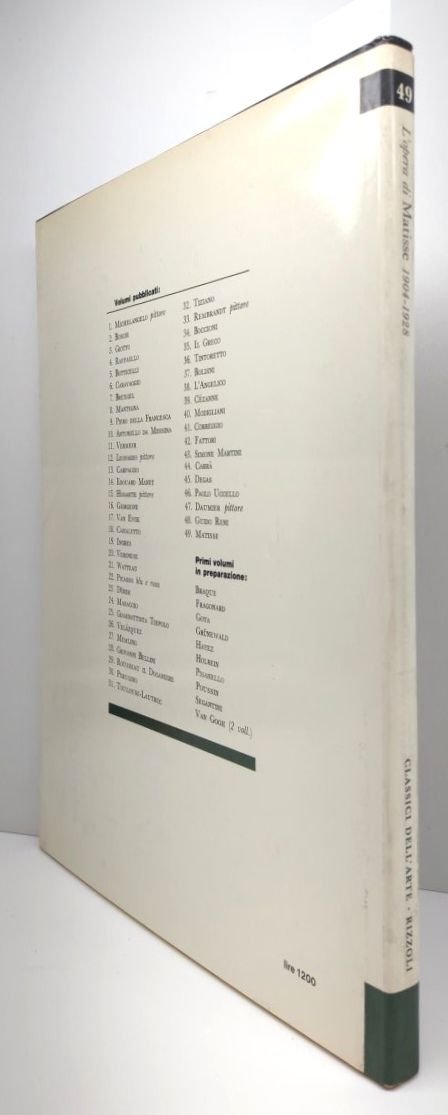 Volumi pubblicati:
1. MICHELANGELO pittore
2. BOSCH
3. GIOTTO
4. RAFFAELLO
5. BOTTICELLI
6. CARAVAGGIO
7. BRUEGEL
8. MANTEGNA
9. PIERO DELLA FRANCESCA
10. ANTONELLO DA MESSINA
11. VERMEER
12. LEONARDO pittore
13. CARPACCIO
14. EDOUARD MANET
15. HOGARTH pittore
16. GIORGIONE
17. VAN EYCK
18. CANALETTO
19. INGRES
20. VERONESE
21. WATTEAU
22. PICASSO blu e rosa
23. DÜRER
24. MASACCIO
25. GIAMBATTISTA TIEPOLO
26. VELÁZQUEZ
27. MEMLING
28. GIOVANNI BELLINI
29. ROUSSEAU IL DOGANIERE
30. PERUGINO
31. TOULOUSE-LAUTREC
32. TIZIANO
33. REMBRANDT pittore
34. BOCCIONI
35. IL GRECO
36. TINTORETTO
37. BOLDINI
38. L'ANGELICO
39. CÉZANNE
40. MODIGLIANI
41. CORREGGIO
42. FATTORI
43. SIMONE MARTINI
44. CARRÀ
45. DEGAS
46. PAOLO UCCELLO
47. DAUMIER pittore
48. GUIDO RENI
49. MATISSE
Primi volumi
in preparazione:
BRAQUE
FRAGONARD
GOYA
GRÜNEWALD
HAYEZ
HOLBEIN
PISANELLO
POUSSIN
SEGANTINI
VAN GOGH (2 voll.)
lire 1200
49
L'opera di Matisse 1904-1928
CLASSICI DELL'ARTE · RIZZOLI